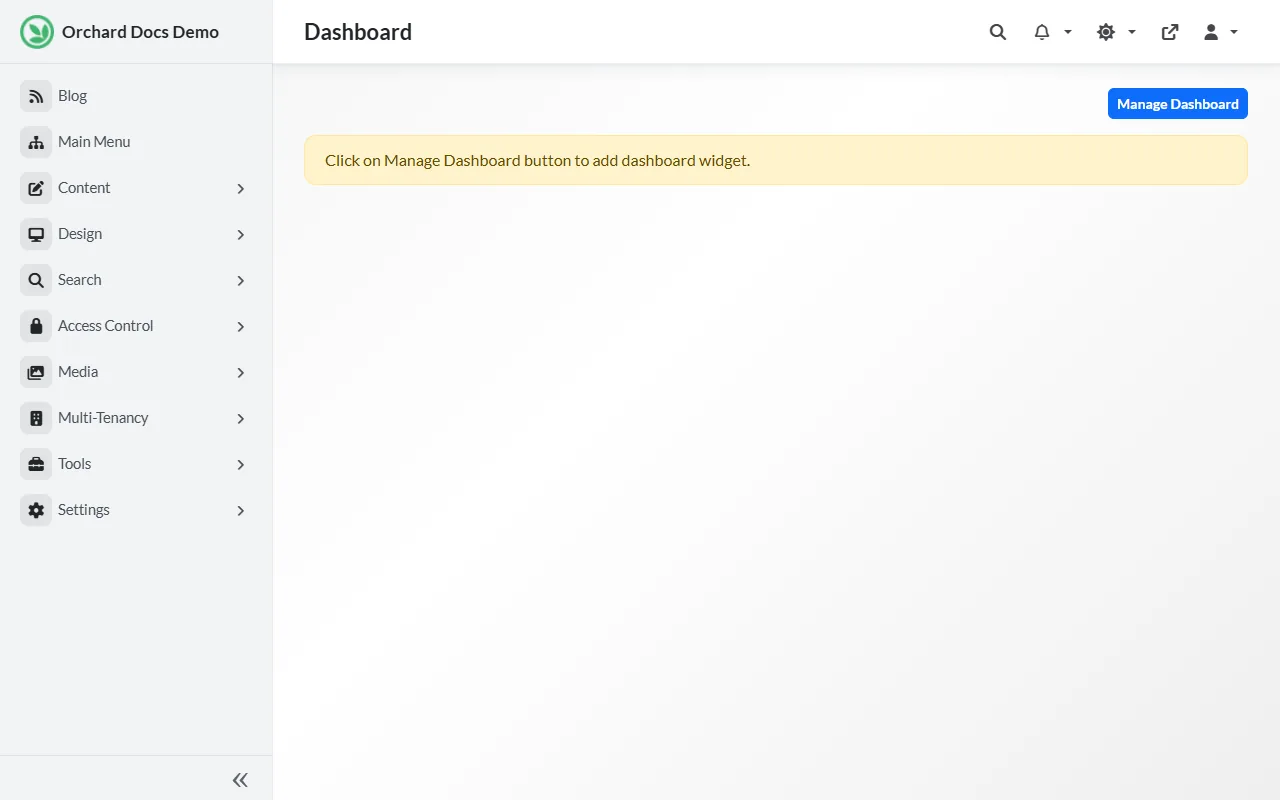 Orchard Docs Demo
Dashboard
Blog
Main Menu
Content
Design
Search
Access Control
Media
Multi-Tenancy
Tools
Settings
Manage Dashboard
Click on Manage Dashboard button to add dashboard widget.